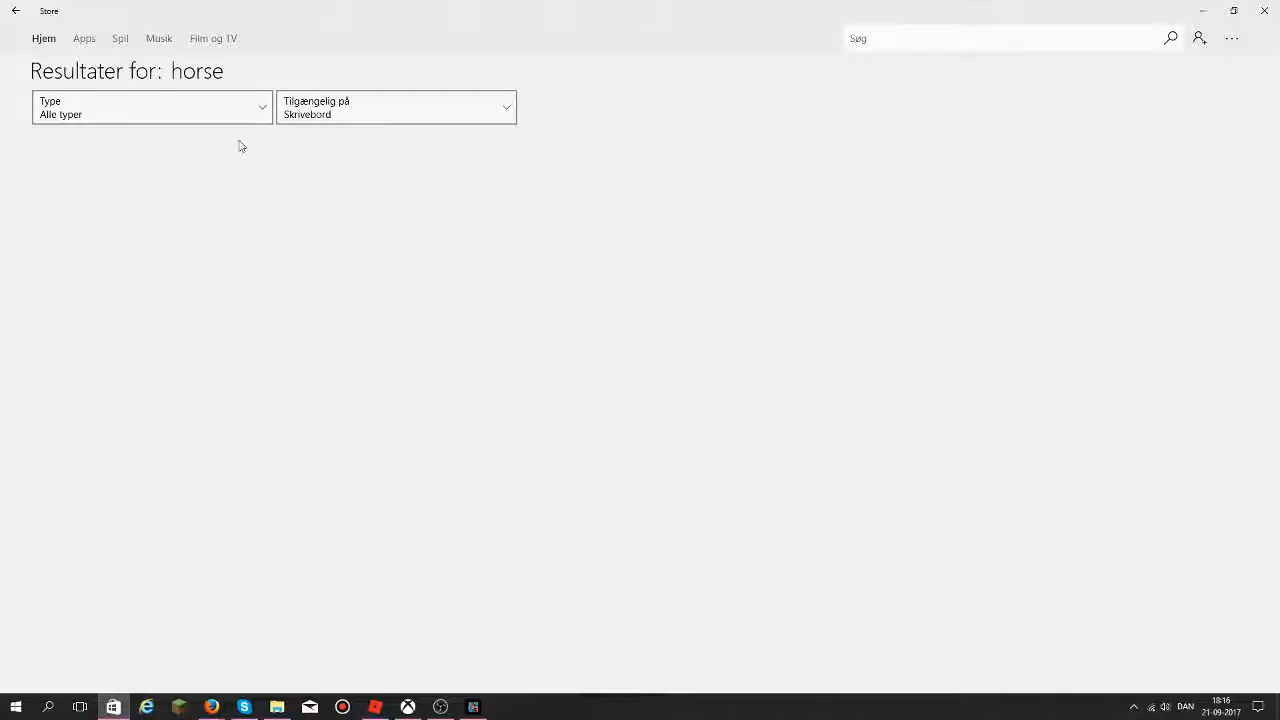 Store
Hjem Apps Spil Musik Film og TV
Søg
Resultater for: horse
Type
Alle typer
Tilgængelig på
Skrivebord
DAN
18:16
21-09-2017